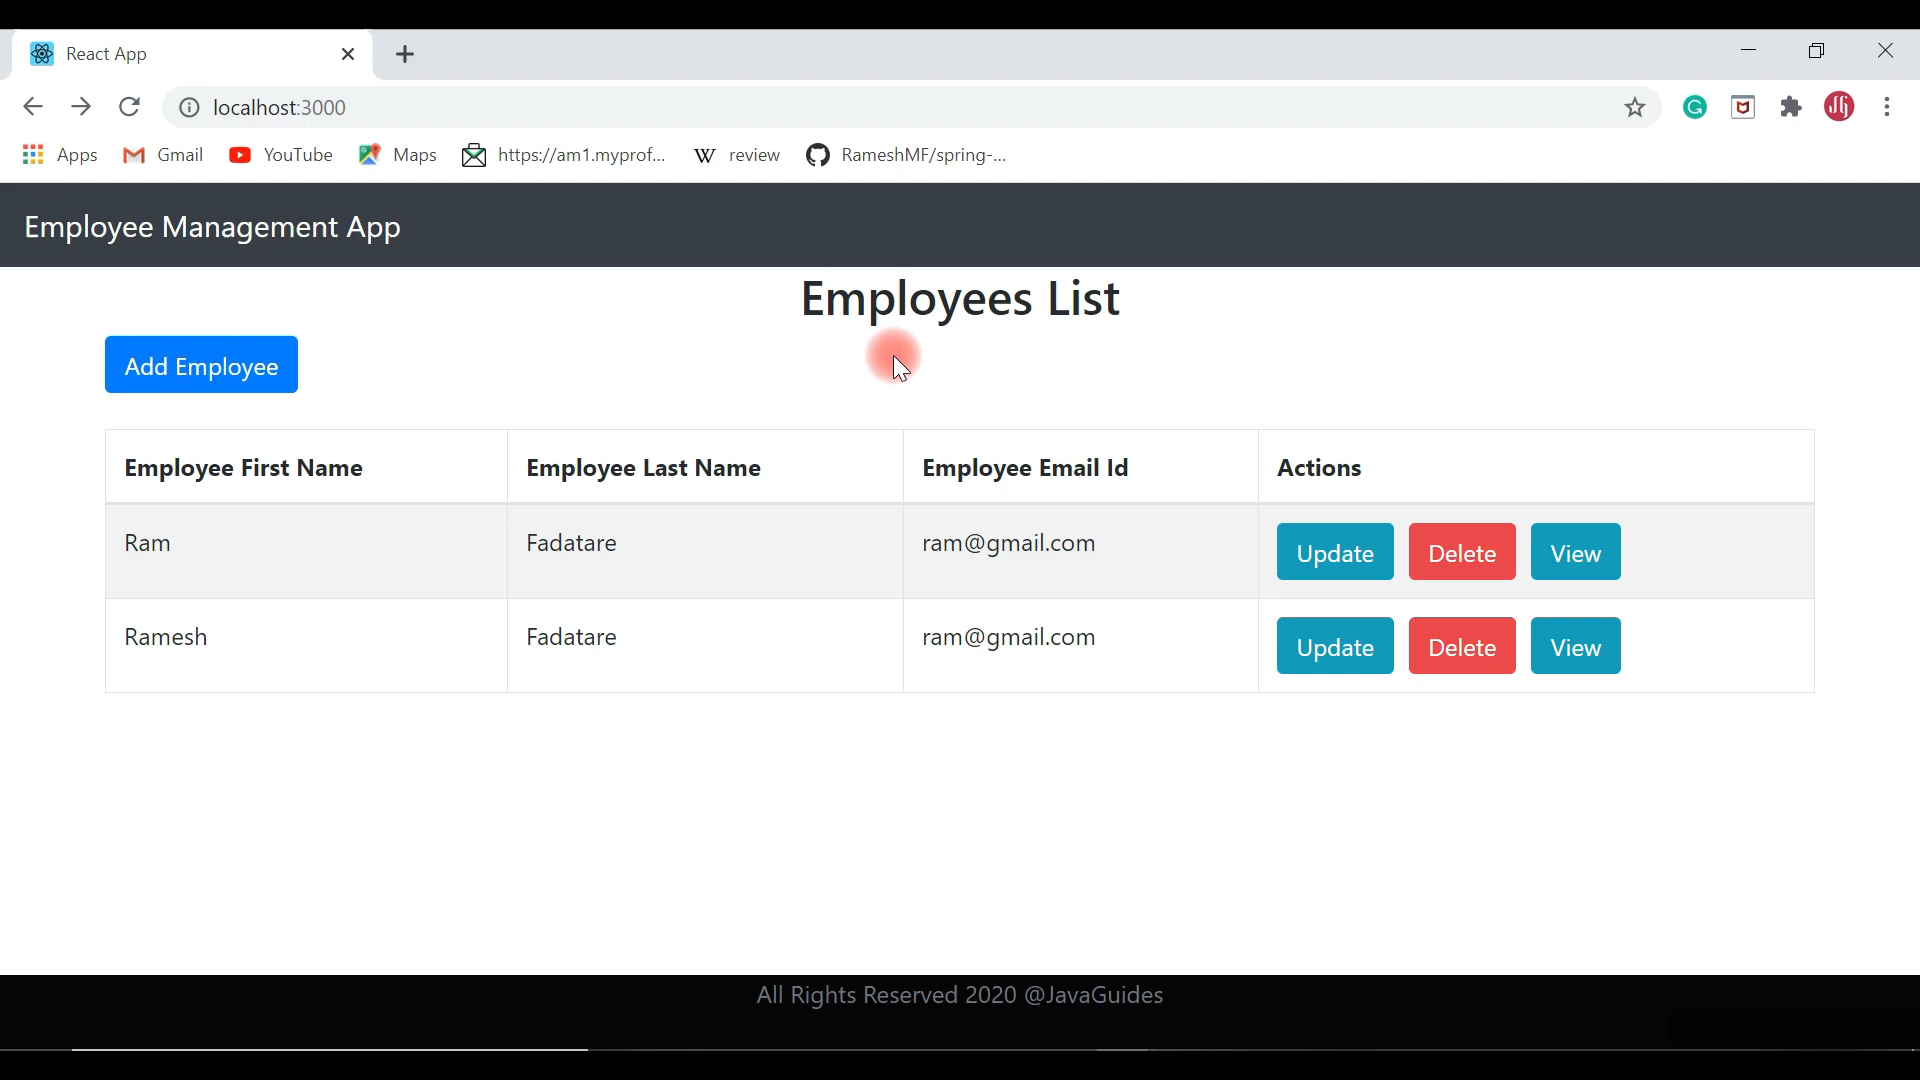 React App
localhost:3000
Apps Gmail YouTube Maps https://am1.myprof... W review RameshMF/spring-...
Employee Management App
Employees List
Add Employee
Employee First Name Employee Last Name Employee Email Id Actions
Ram Fadatare ram@gmail.com Update Delete View
Ramesh Fadatare ram@gmail.com Update Delete View
All Rights Reserved 2020 @JavaGuides